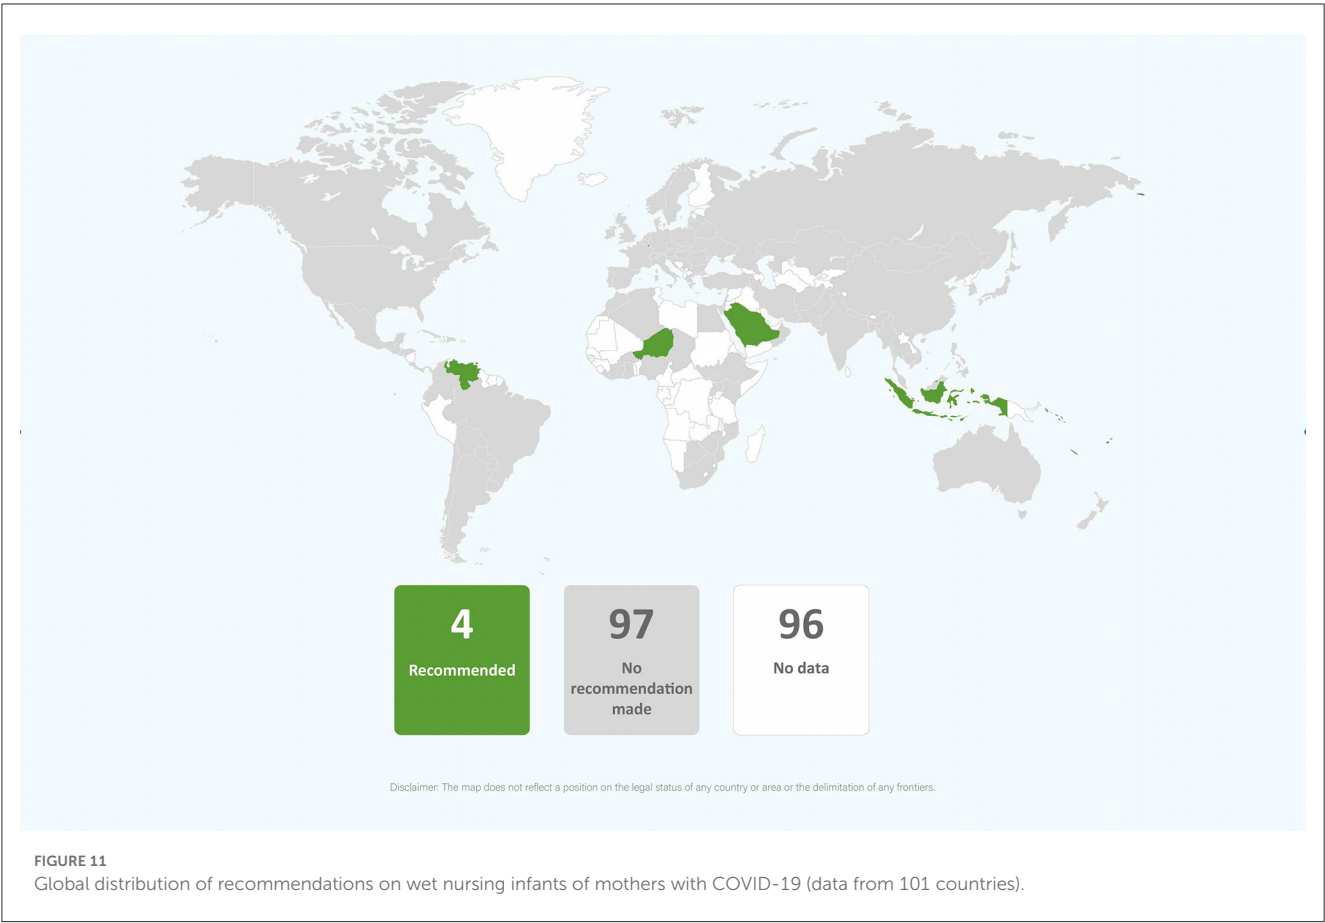 4
Recommended
97
No
recommendation
made
96
No data
Disclaimer: The map does not reflect a position on the legal status of any country or area or the delimitation of any frontiers.
FIGURE 11
Global distribution of recommendations on wet nursing infants of mothers with COVID-19 (data from 101 countries).